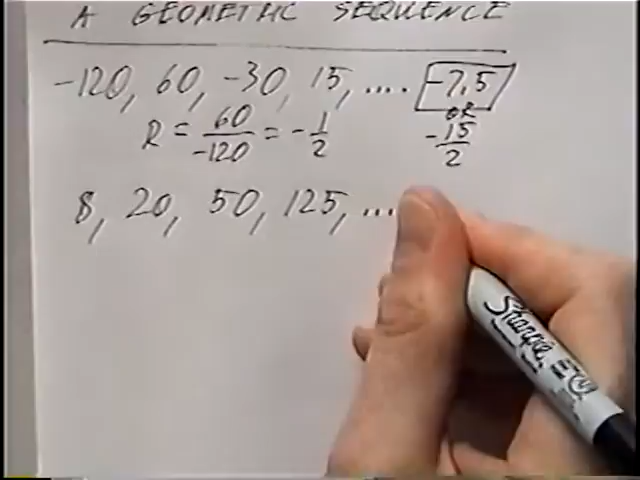 A GEOMETRIC SEQUENCE
-120, 60, -30, 15, .... -7.5
OR
R = 60/-120 = -1/2
-15/2
8, 20, 50, 125, ...
Sharpie